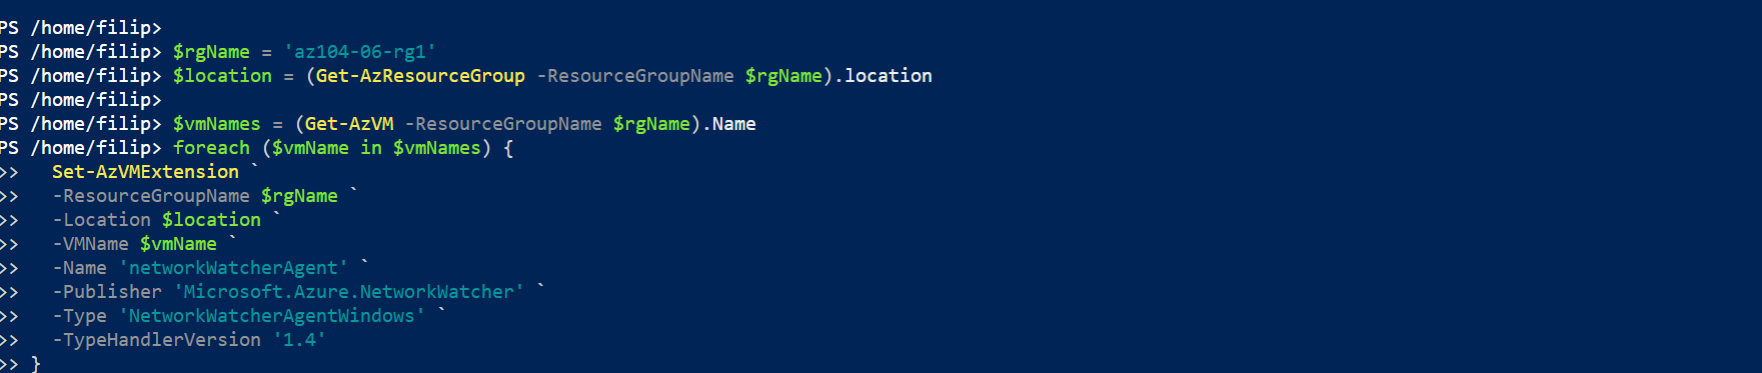 PS /home/filip>
PS /home/filip> $rgName = 'az104-06-rg1'
PS /home/filip> $location = (Get-AzResourceGroup -ResourceGroupName $rgName).location
PS /home/filip>
PS /home/filip> $vmNames = (Get-AzVM -ResourceGroupName $rgName).Name
PS /home/filip> foreach ($vmName in $vmNames) {
>>   Set-AzVMExtension `
>>   -ResourceGroupName $rgName `
>>   -Location $location `
>>   -VMName $vmName `
>>   -Name 'networkWatcherAgent' `
>>   -Publisher 'Microsoft.Azure.NetworkWatcher' `
>>   -Type 'NetworkWatcherAgentWindows' `
>>   -TypeHandlerVersion '1.4'
>> }